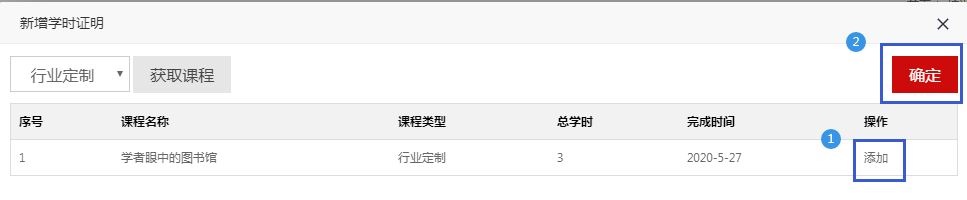 新增学时证明
2
行业定制 获取课程 确定
序号 课程名称 课程类型 总学时 完成时间 操作
1
1 学者眼中的图书馆 行业定制 3 2020-5-27 添加